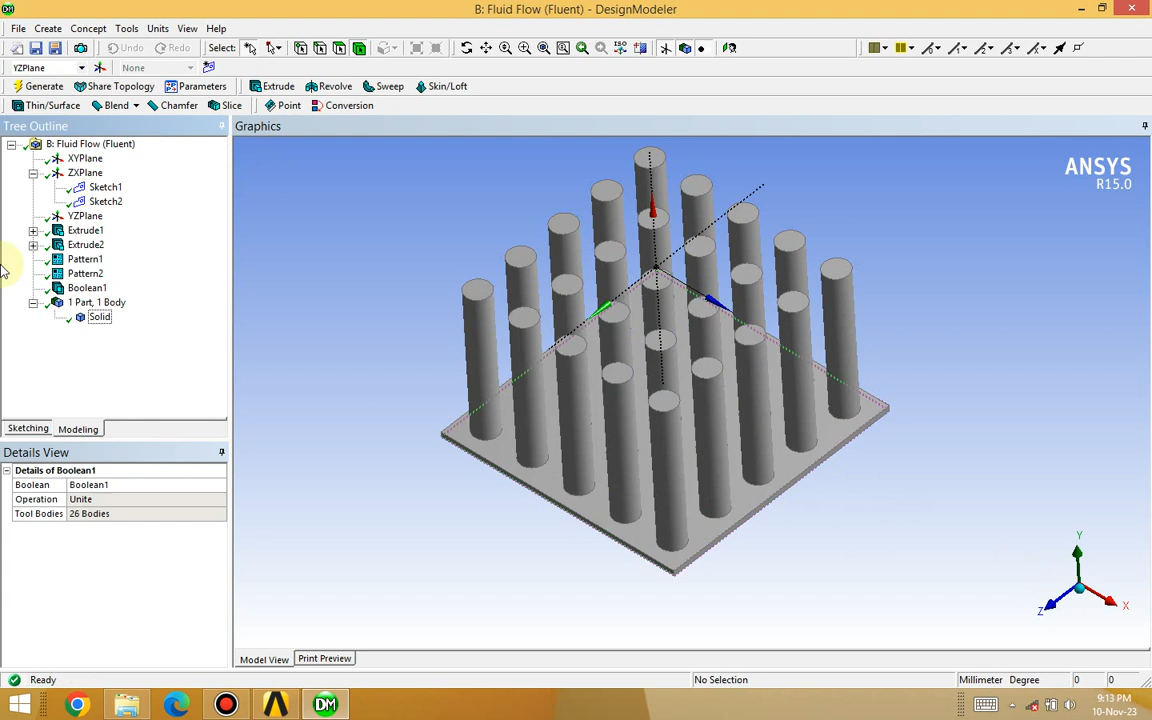 B: Fluid Flow (Fluent) - DesignModeler
File Create Concept Tools Units View Help
Undo Redo Select:
YZPlane None
Generate Share Topology Parameters Extrude Revolve Sweep Skin/Loft
Thin/Surface Blend Chamfer Slice Point Conversion
Tree Outline
B: Fluid Flow (Fluent)
XYPlane
ZXPlane
Sketch1
Sketch2
YZPlane
Extrude1
Extrude2
Pattern1
Pattern2
Boolean1
1 Part, 1 Body
Solid
Sketching Modeling
Details View
Details of Boolean1
Boolean Boolean1
Operation Unite
Tool Bodies 26 Bodies
Graphics
ANSYS
R15.0
Y
X
Z
Model View Print Preview
Ready No Selection Millimeter Degree 0 0
DM
9:13 PM
10-Nov-23